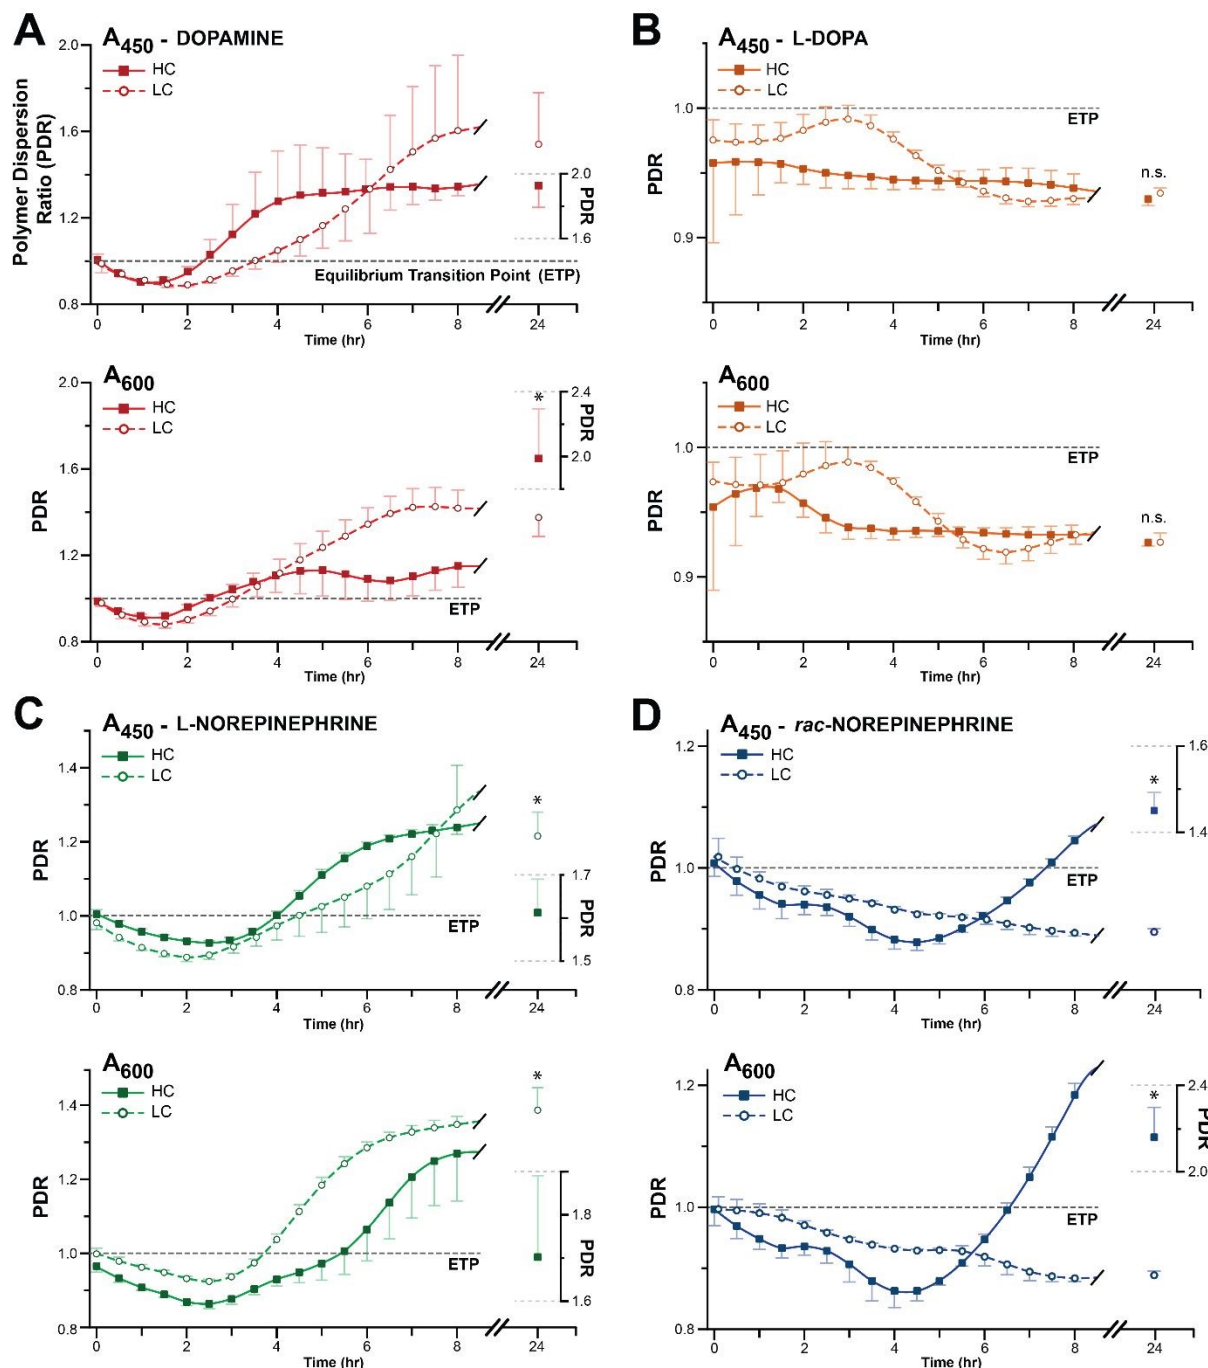 A
A450 - DOPAMINE
HC
LC
Polymer Dispersion
Ratio (PDR)
2.0
1.6
1.2
0.8
2.0
PDR
1.6
Equilibrium Transition Point (ETP)
0 2 4 6 8 24
Time (hr)
A600
HC
LC
PDR
2.0
1.6
1.2
0.8
2.4
*
PDR
2.0
ETP
0 2 4 6 8 24
Time (hr)
B
A450 - L-DOPA
HC
LC
PDR
1.0
0.9
ETP
n.s.
0 2 4 6 8 24
Time (hr)
A600
HC
LC
PDR
1.0
0.9
ETP
n.s.
0 2 4 6 8 24
Time (hr)
C
A450 - L-NOREPINEPHRINE
HC
LC
PDR
1.4
1.2
1.0
0.8
*
1.7
PDR
1.5
ETP
0 2 4 6 8 24
Time (hr)
A600
HC
LC
PDR
1.4
1.2
1.0
0.8
*
1.8
PDR
1.6
ETP
0 2 4 6 8 24
Time (hr)
D
A450 - rac-NOREPINEPHRINE
HC
LC
PDR
1.2
1.0
0.8
1.6
*
PDR
1.4
ETP
0 2 4 6 8 24
Time (hr)
A600
HC
LC
PDR
1.2
1.0
0.8
2.4
*
PDR
2.0
ETP
0 2 4 6 8 24
Time (hr)